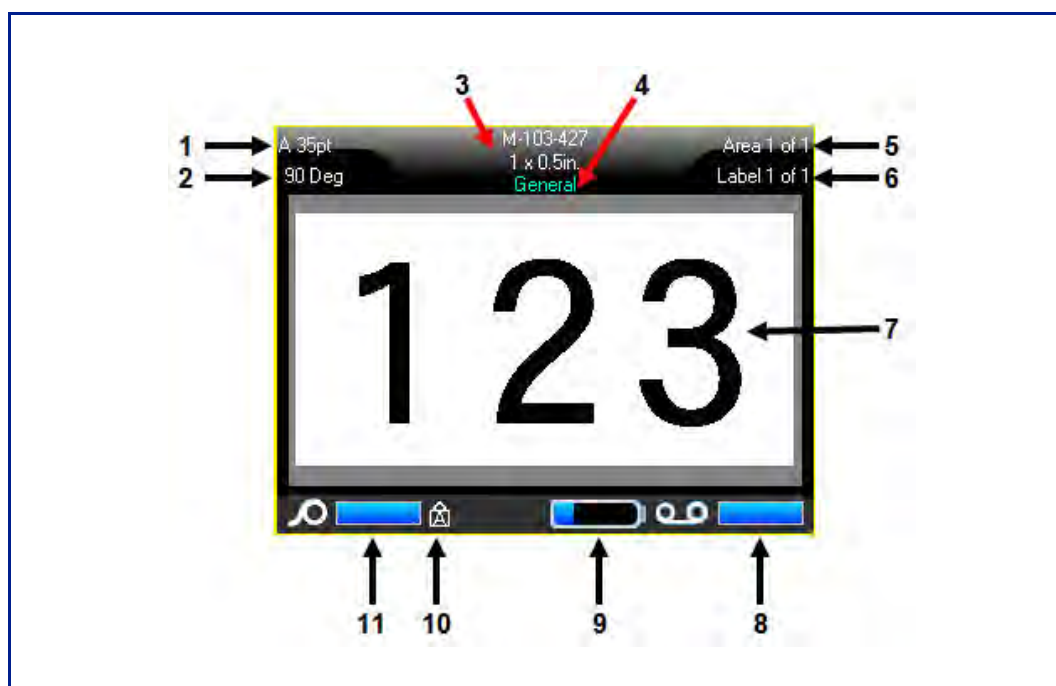 3 4
M-103-427
1 A 35pt Area 1 of 1 5
1 x 0.5in.
2 90 Deg Label 1 of 1 6
General
123
7
A
11 10 9 8